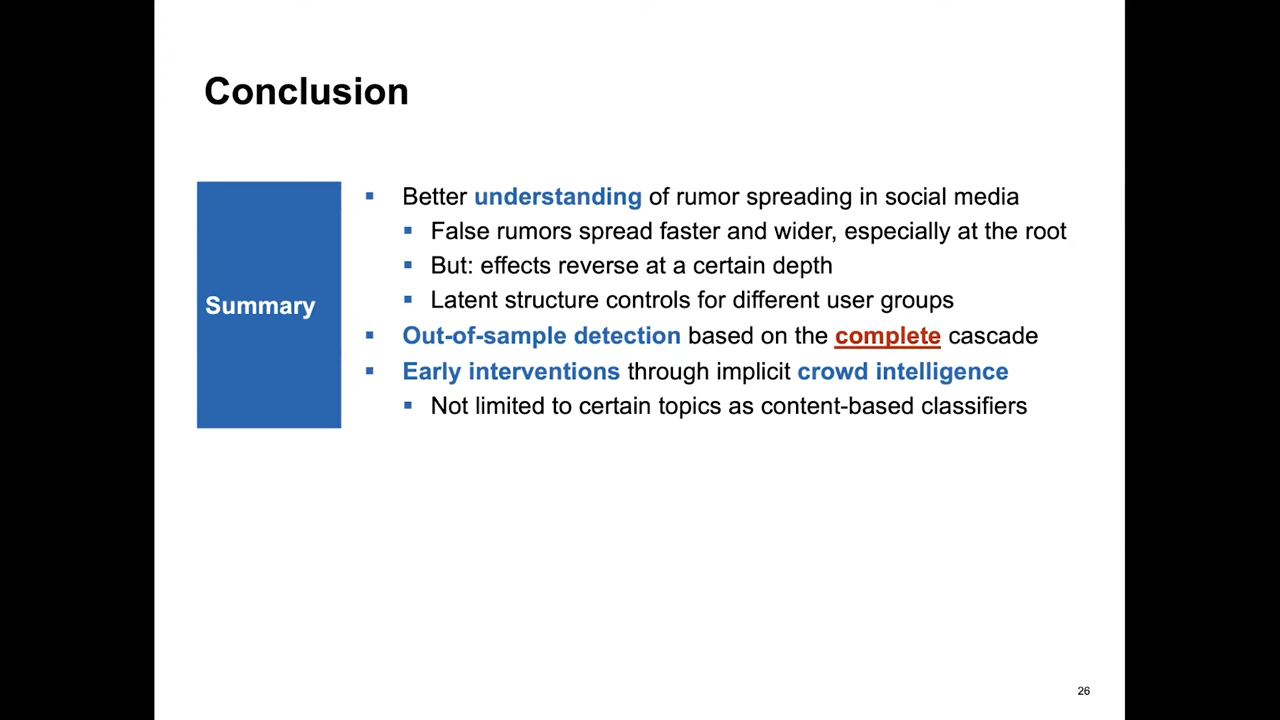 Conclusion
Summary
▪ Better understanding of rumor spreading in social media
▪ False rumors spread faster and wider, especially at the root
▪ But: effects reverse at a certain depth
▪ Latent structure controls for different user groups
▪ Out-of-sample detection based on the complete cascade
▪ Early interventions through implicit crowd intelligence
▪ Not limited to certain topics as content-based classifiers
26